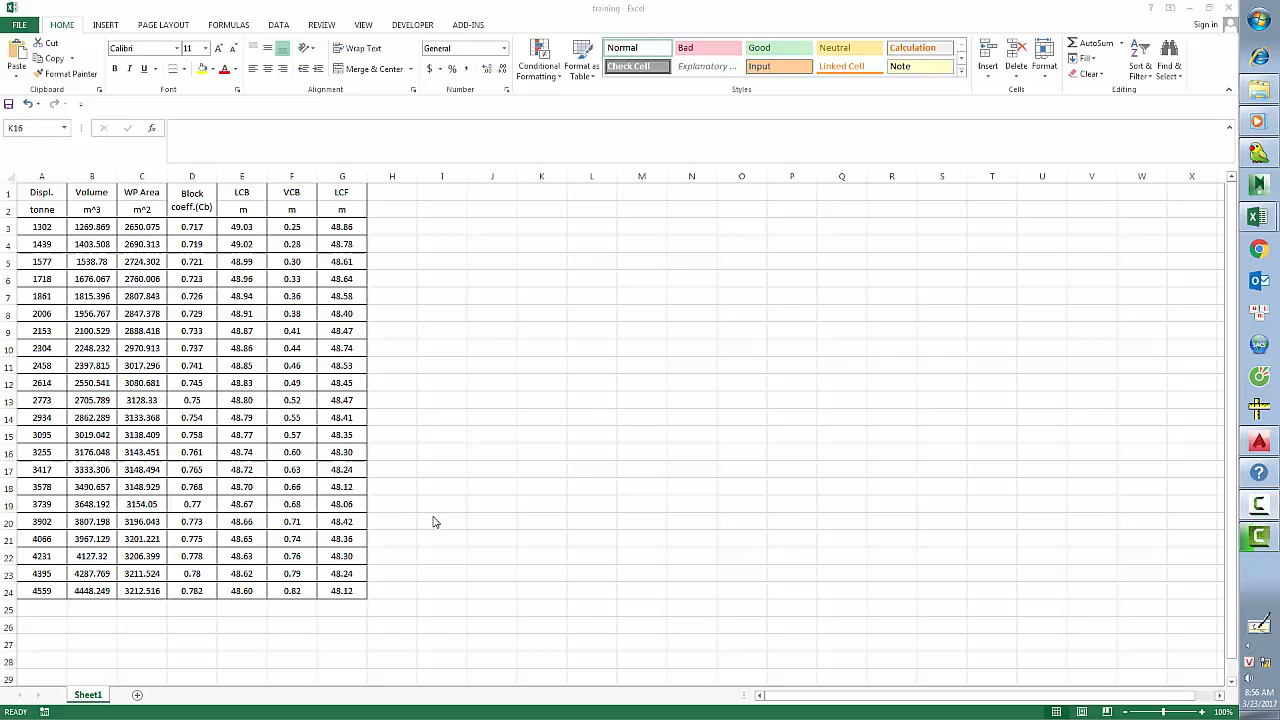 training - Excel
FILE HOME INSERT PAGE LAYOUT FORMULAS DATA REVIEW VIEW DEVELOPER ADD-INS Sign in
Paste Cut Copy Format Painter
Calibri 11 B I U A
Wrap Text Merge & Center
General $ % ,
Conditional Formatting Format as Table
Normal Bad Good Neutral Calculation
Check Cell Explanatory ... Input Linked Cell Note
Insert Delete Format
AutoSum Fill Clear Sort & Filter Find & Select
Clipboard Font Alignment Number Styles Cells Editing
K16 fx
A B C D E F G H I J K L M N O P Q R S T U V W X
1 Displ. Volume WP Area Block LCB VCB LCF
2 tonne m^3 m^2 coeff.(Cb) m m m
3 1302 1269.869 2650.075 0.717 49.03 0.25 48.86
4 1439 1403.508 2690.313 0.719 49.02 0.28 48.78
5 1577 1538.78 2724.302 0.721 48.99 0.30 48.61
6 1718 1676.067 2760.006 0.723 48.96 0.33 48.64
7 1861 1815.396 2807.843 0.726 48.94 0.36 48.58
8 2006 1956.767 2847.378 0.729 48.91 0.38 48.40
9 2153 2100.529 2888.418 0.733 48.87 0.41 48.47
10 2304 2248.232 2970.913 0.737 48.86 0.44 48.74
11 2458 2397.815 3017.296 0.741 48.85 0.46 48.53
12 2614 2550.541 3080.681 0.745 48.83 0.49 48.45
13 2773 2705.789 3128.33 0.75 48.80 0.52 48.47
14 2934 2862.289 3133.368 0.754 48.79 0.55 48.41
15 3095 3019.042 3138.409 0.758 48.77 0.57 48.35
16 3255 3176.048 3143.451 0.761 48.74 0.60 48.30
17 3417 3333.306 3148.494 0.765 48.72 0.63 48.24
18 3578 3490.657 3148.929 0.768 48.70 0.66 48.12
19 3739 3648.192 3154.05 0.77 48.67 0.68 48.06
20 3902 3807.198 3196.043 0.773 48.66 0.71 48.42
21 4066 3967.129 3201.221 0.775 48.65 0.74 48.36
22 4231 4127.32 3206.399 0.778 48.63 0.76 48.30
23 4395 4287.769 3211.524 0.78 48.62 0.79 48.24
24 4559 4448.249 3212.516 0.782 48.60 0.82 48.12
25
26
27
28
29
Sheet1
READY 100%
8:56 AM
3/23/2017